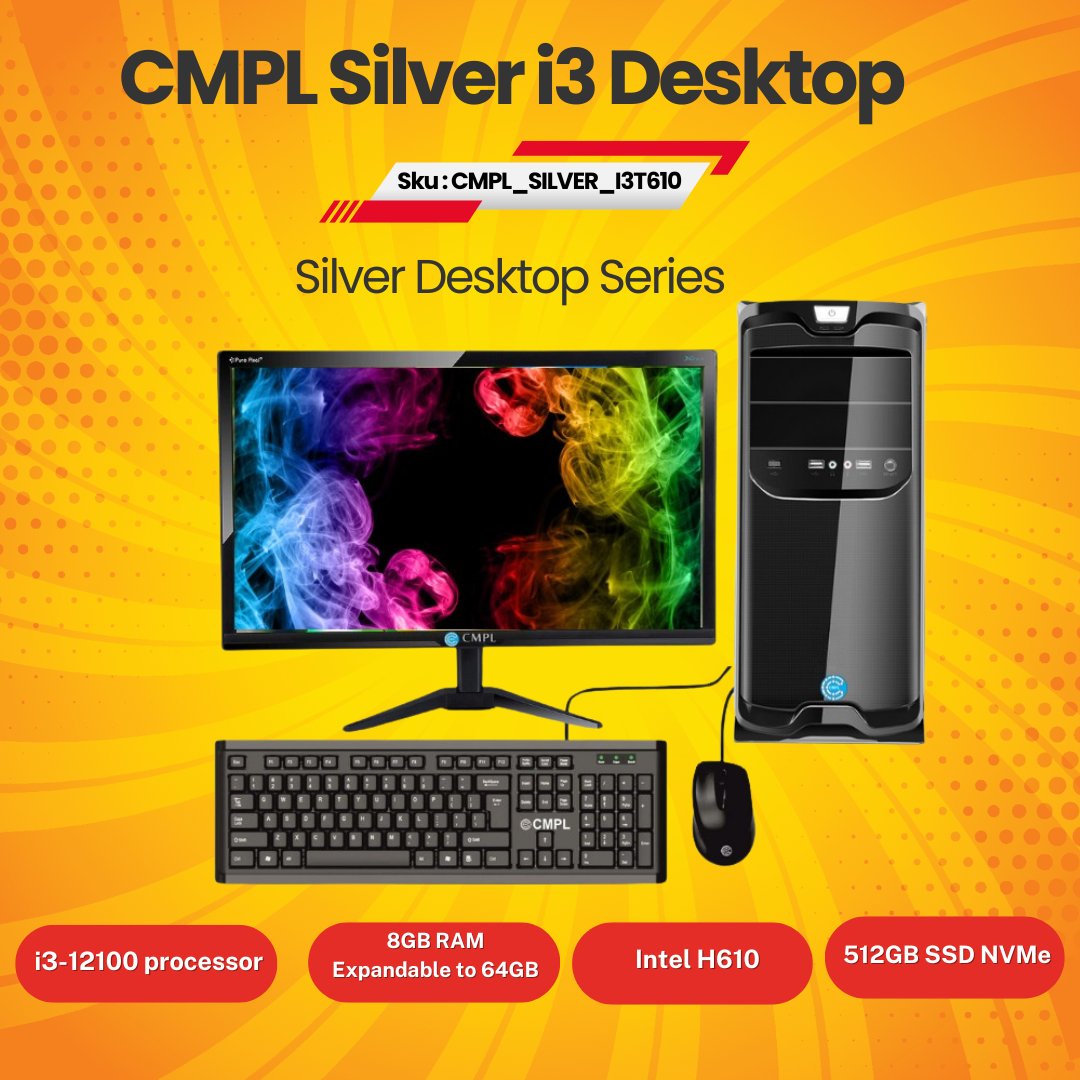 CMPL Silver i3 Desktop
Sku : CMPL_SILVER_I3T610
Silver Desktop Series
Pure Pixel
CMPL
CMPL
i3-12100 processor
8GB RAM
Expandable to 64GB
Intel H610
512GB SSD NVMe